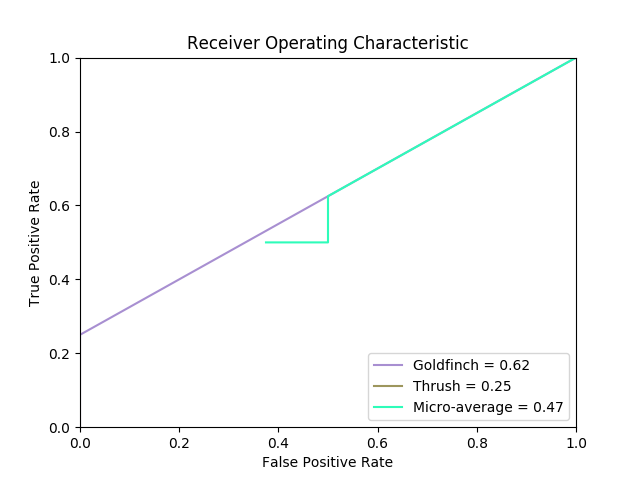 Receiver Operating Characteristic
True Positive Rate
1.0
0.8
0.6
0.4
0.2
0.0
0.0 0.2 0.4 0.6 0.8 1.0
False Positive Rate
Goldfinch = 0.62
Thrush = 0.25
Micro-average = 0.47